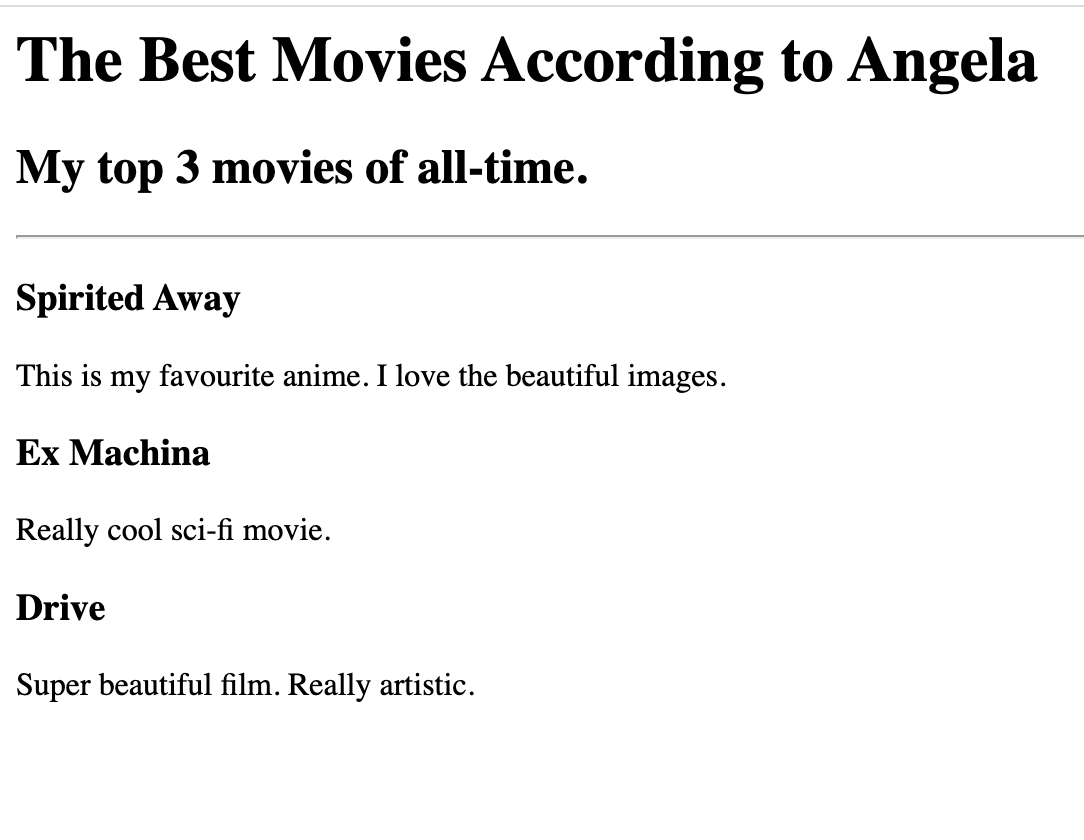 The Best Movies According to Angela
My top 3 movies of all-time.
Spirited Away
This is my favourite anime. I love the beautiful images.
Ex Machina
Really cool sci-fi movie.
Drive
Super beautiful film. Really artistic.